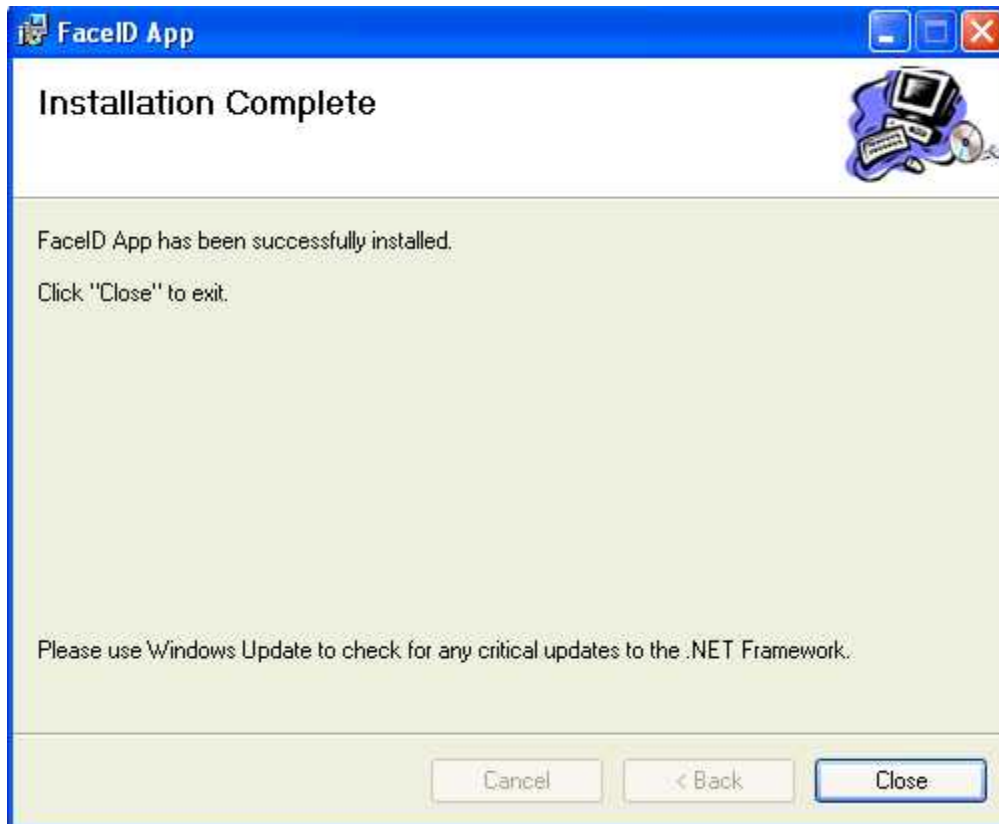 FaceID App
Installation Complete
FaceID App has been successfully installed.
Click "Close" to exit.
Please use Windows Update to check for any critical updates to the .NET Framework.
Cancel
< Back
Close